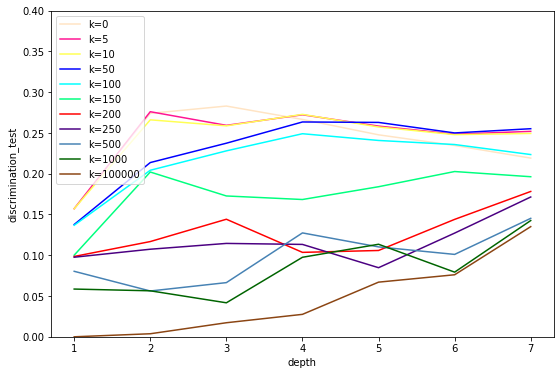 0.40
0.35
0.30
0.25
0.20
0.15
0.10
0.05
0.00
discrimination_test
k=0
k=5
k=10
k=50
k=100
k=150
k=200
k=250
k=500
k=1000
k=100000
1 2 3 4 5 6 7
depth